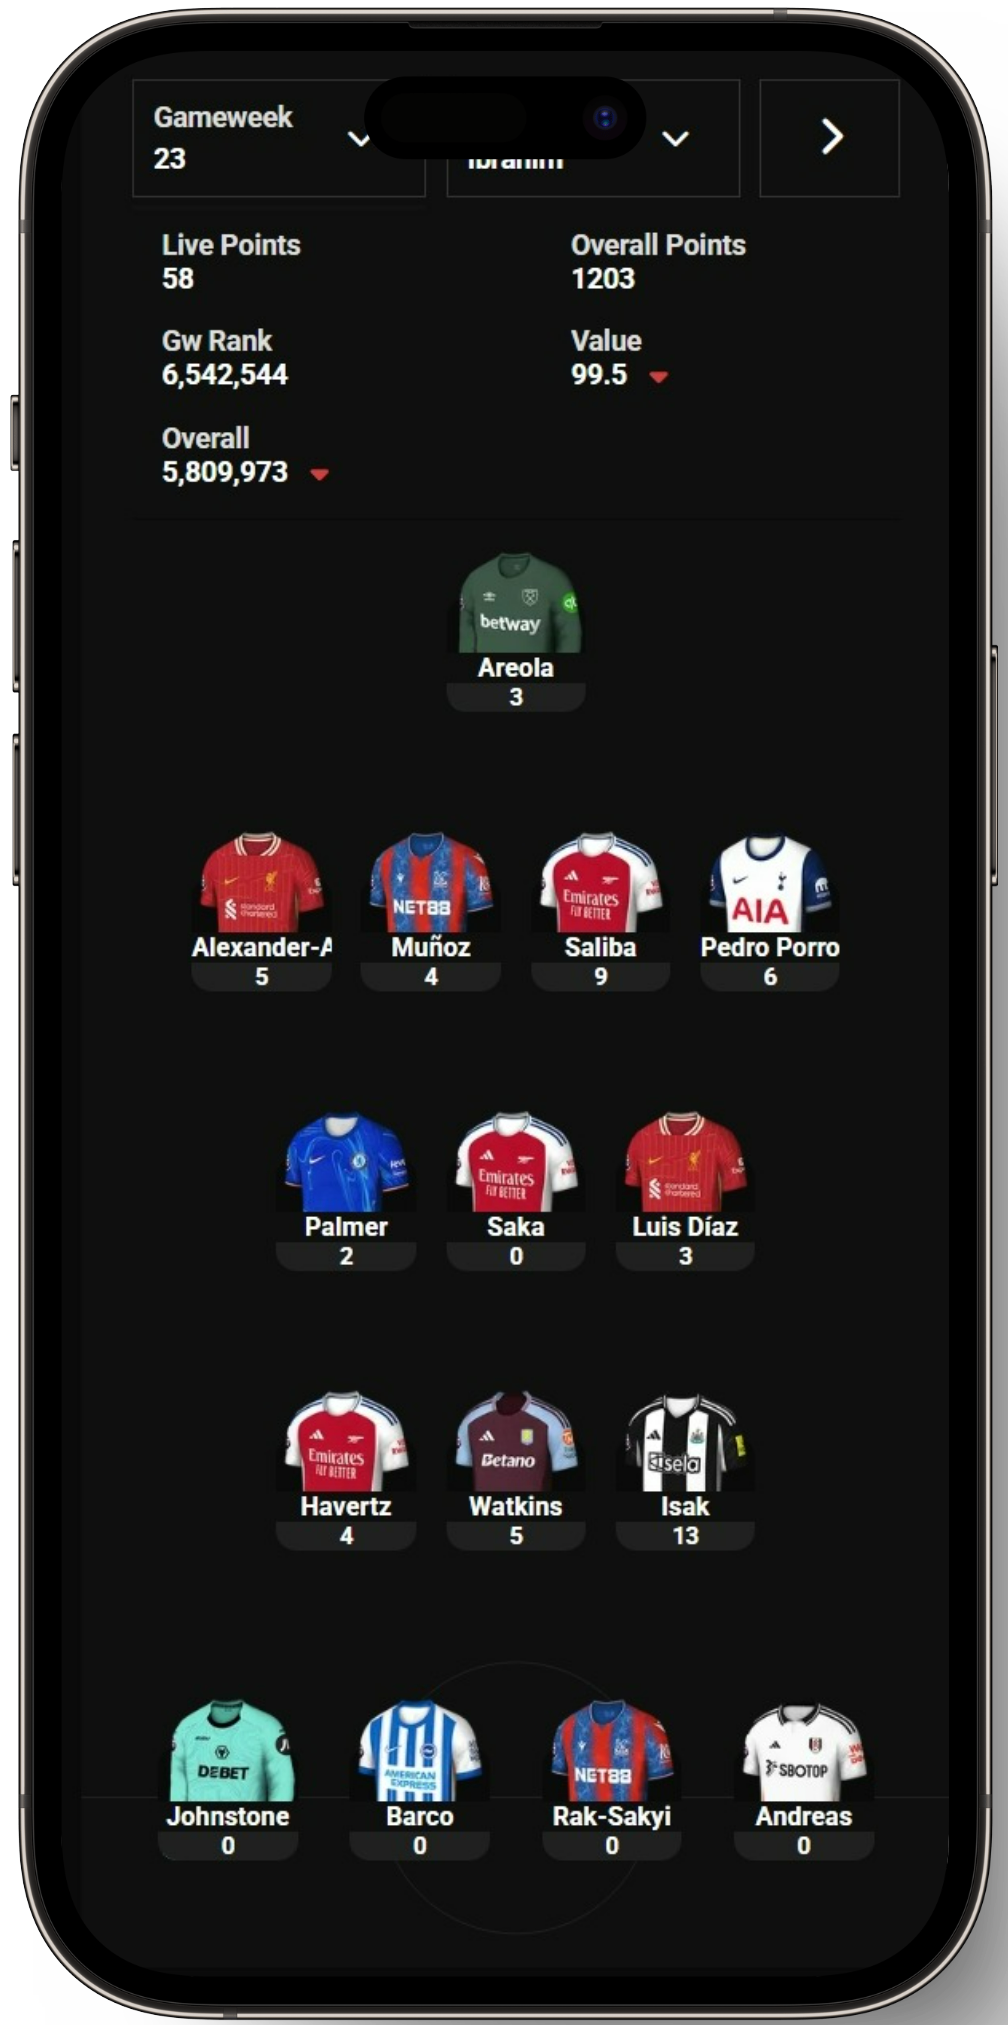 Gameweek
23
Ibrahim
Live Points
58
Overall Points
1203
Gw Rank
6,542,544
Value
99.5
Overall
5,809,973
betway
Areola
3
standard
chartered
NET88
Emirates
FLY BETTER
AIA
Alexander-A
Muñoz
Saliba
Pedro Porro
5
4
9
6
Emirates
FLY BETTER
standard
chartered
Palmer
Saka
Luis Díaz
2
0
3
Emirates
FLY BETTER
Betano
sela
Havertz
Watkins
Isak
4
5
13
DEBET
AMERICAN
EXPRESS
NET88
SBOTOP
Johnstone
Barco
Rak-Sakyi
Andreas
0
0
0
0